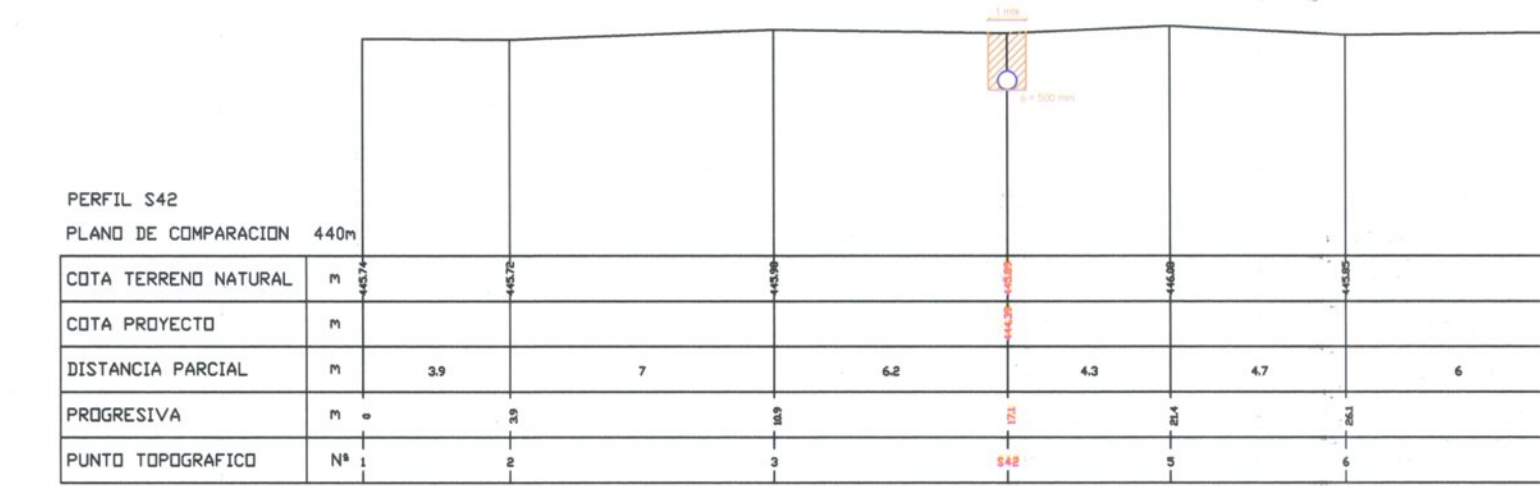 1 mm
ø = 500 mm
PERFIL S42
PLANO DE COMPARACION 440m
COTA TERRENO NATURAL m 445.74 445.72 445.98 445.89 446.08 445.85
COTA PROYECTO m 444.39
DISTANCIA PARCIAL m 3.9 7 6.2 4.3 4.7 6
PROGRESIVA m 0 3.9 10.9 17.1 21.4 26.1
PUNTO TOPOGRAFICO Nº 1 2 3 S42 5 6